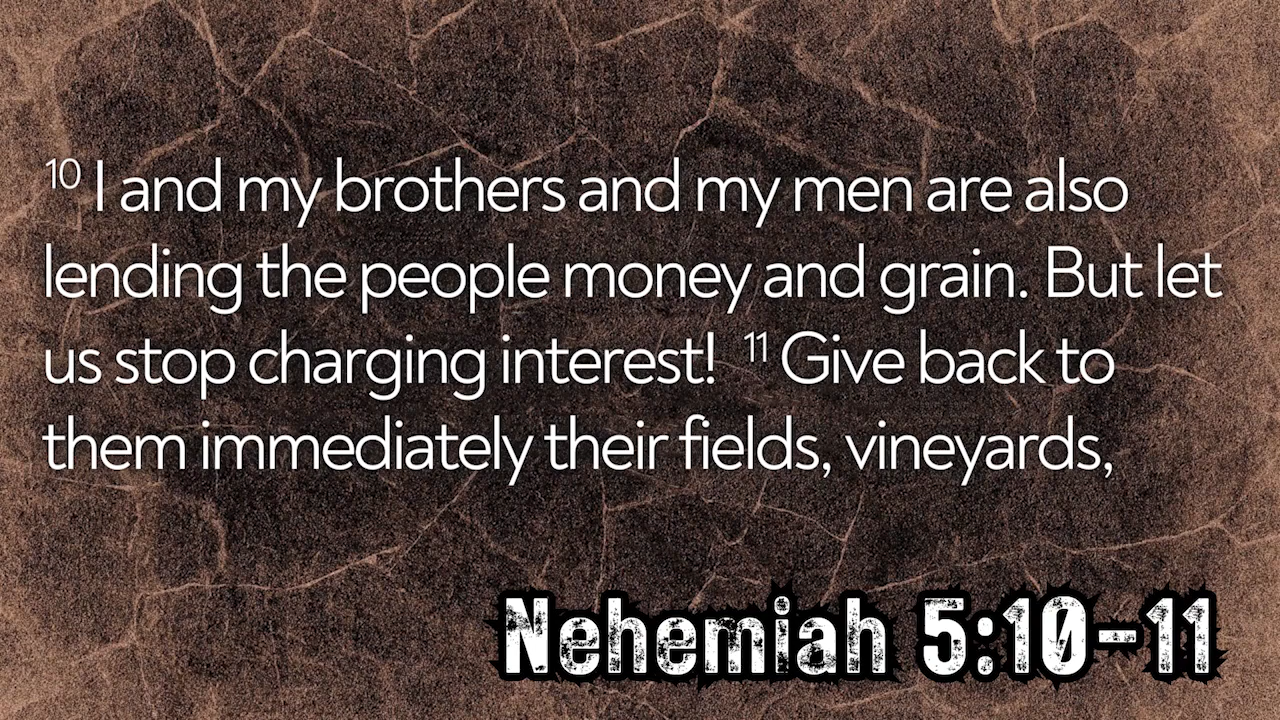 10 I and my brothers and my men are also
lending the people money and grain. But let
us stop charging interest! 11 Give back to
them immediately their fields, vineyards,
Nehemiah 5:10-11